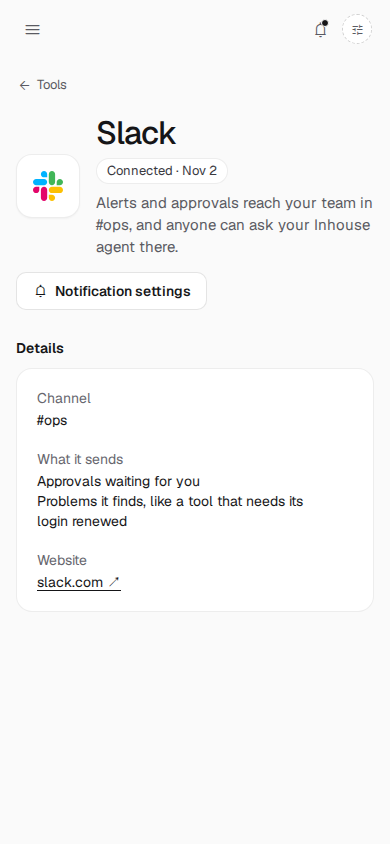 Tools
Slack
Connected · Nov 2
Alerts and approvals reach your team in
#ops, and anyone can ask your Inhouse
agent there.
Notification settings
Details
Channel
#ops
What it sends
Approvals waiting for you
Problems it finds, like a tool that needs its
login renewed
Website
slack.com ↗